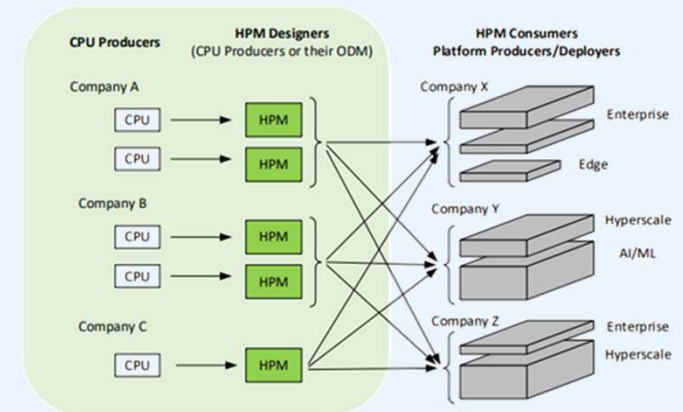 CPU Producers
HPM Designers
(CPU Producers or their ODM)
HPM Consumers
Platform Producers/Deployers
Company A
CPU
HPM
CPU
HPM
Company B
CPU
HPM
CPU
HPM
Company C
CPU
HPM
Company X
Enterprise
Edge
Company Y
Hyperscale
AI/ML
Company Z
Enterprise
Hyperscale